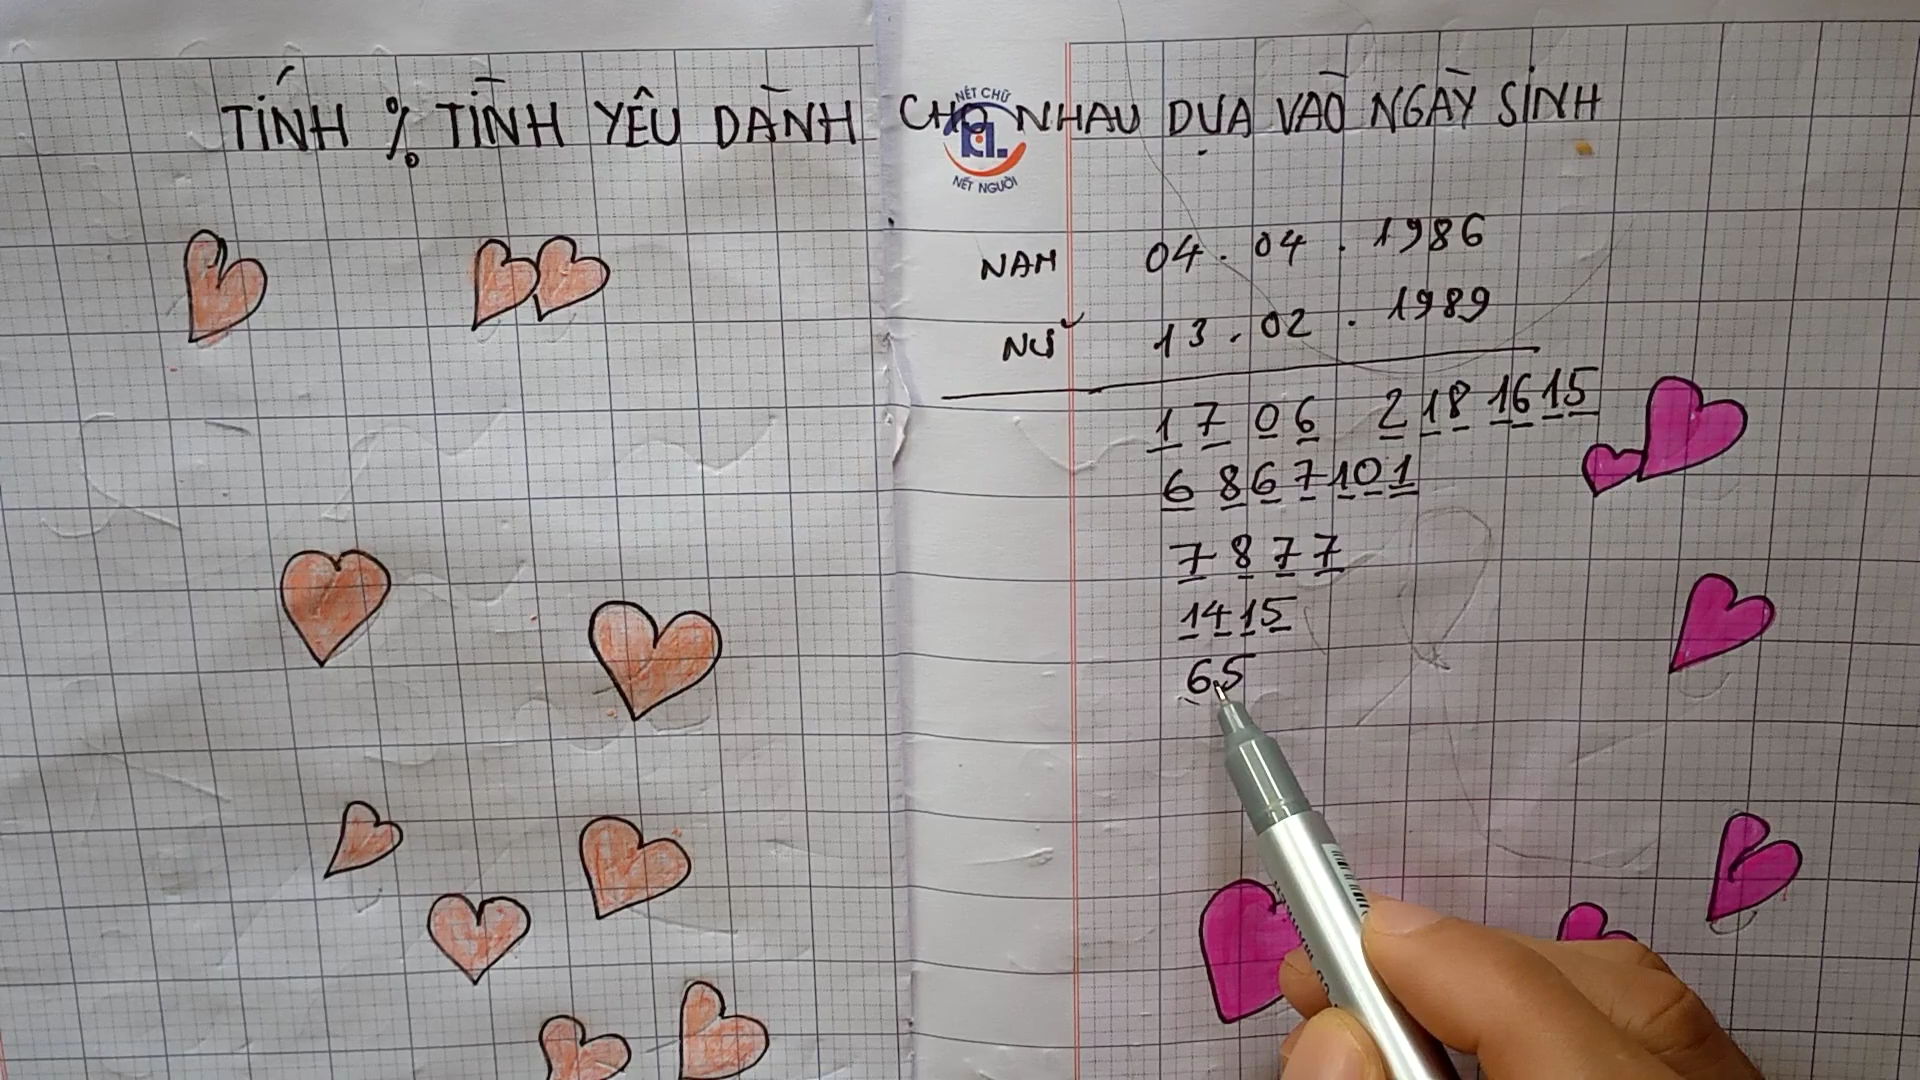 TÍNH % TÌNH YÊU DÀNH CHO NHAU DỰA VÀO NGÀY SINH
NÉT CHỮ
NẾT NGƯỜI
NAM 04.04.1986
NỮ 13.02.1989
1 7 0 6 2 18 16 15
6 8 6 7 10 1
7 8 7 7
14 15
65